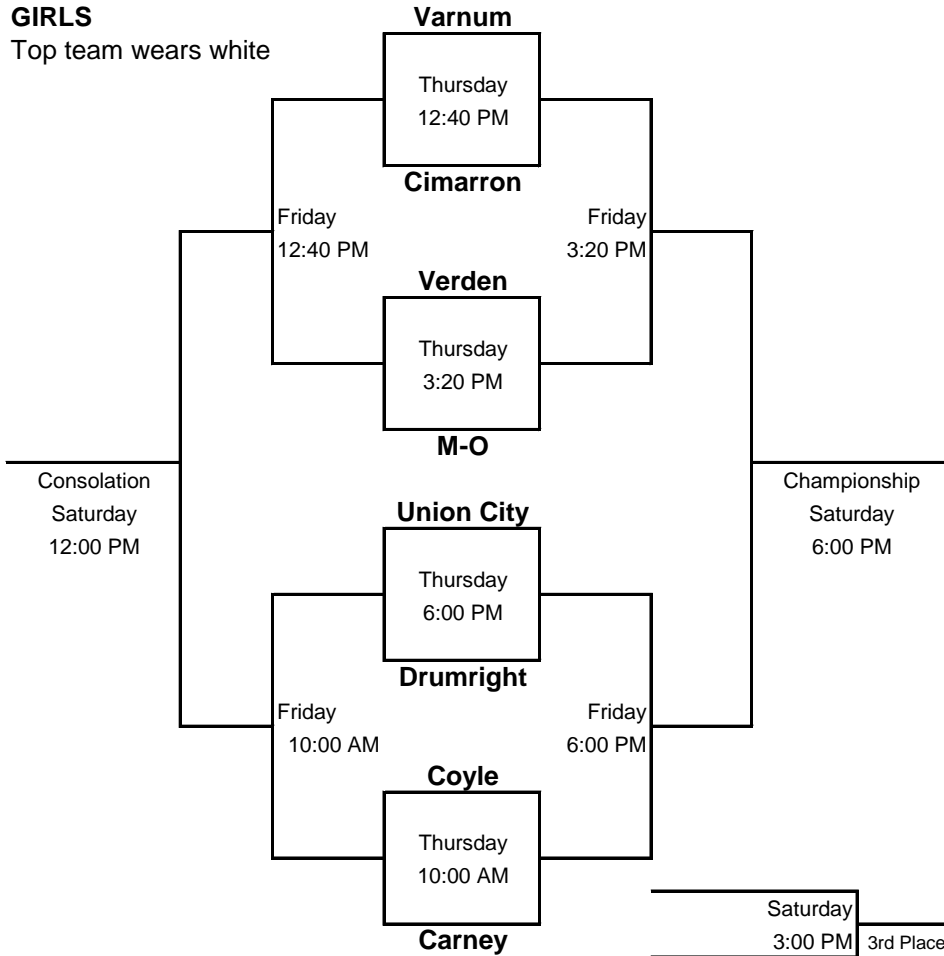 GIRLS
Top team wears white
Varnum
Thursday
12:40 PM
Cimarron
Friday
12:40 PM
Friday
3:20 PM
Verden
Thursday
3:20 PM
M-O
Consolation
Saturday
12:00 PM
Championship
Saturday
6:00 PM
Union City
Thursday
6:00 PM
Drumright
Friday
10:00 AM
Friday
6:00 PM
Coyle
Thursday
10:00 AM
Carney
Saturday
3:00 PM
3rd Place